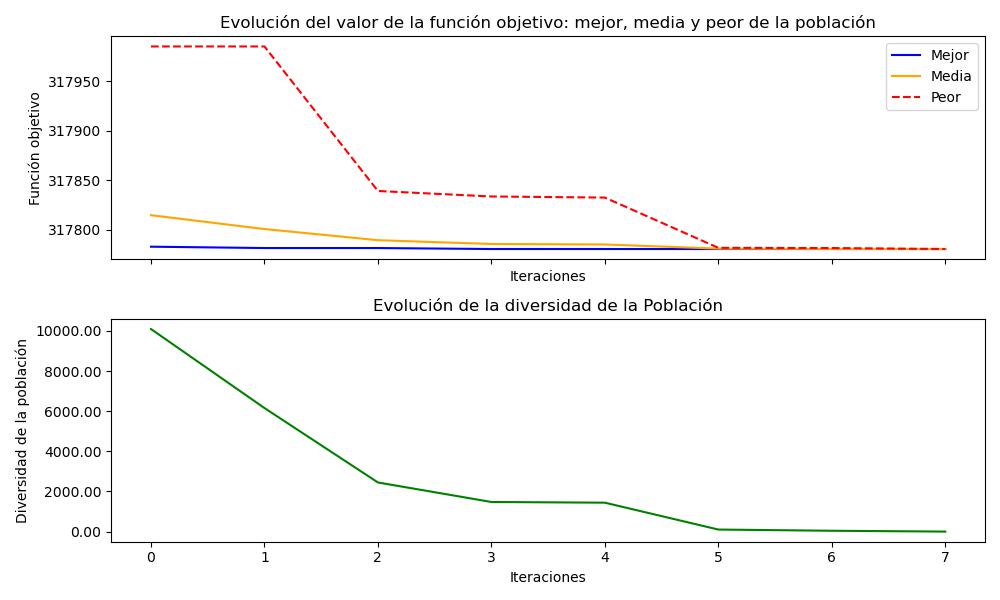 Evolución del valor de la función objetivo: mejor, media y peor de la población
Mejor
Media
Peor
317950
317900
317850
317800
Función objetivo
Iteraciones
Evolución de la diversidad de la Población
10000.00
8000.00
6000.00
4000.00
2000.00
0.00
Diversidad de la población
0 1 2 3 4 5 6 7
Iteraciones